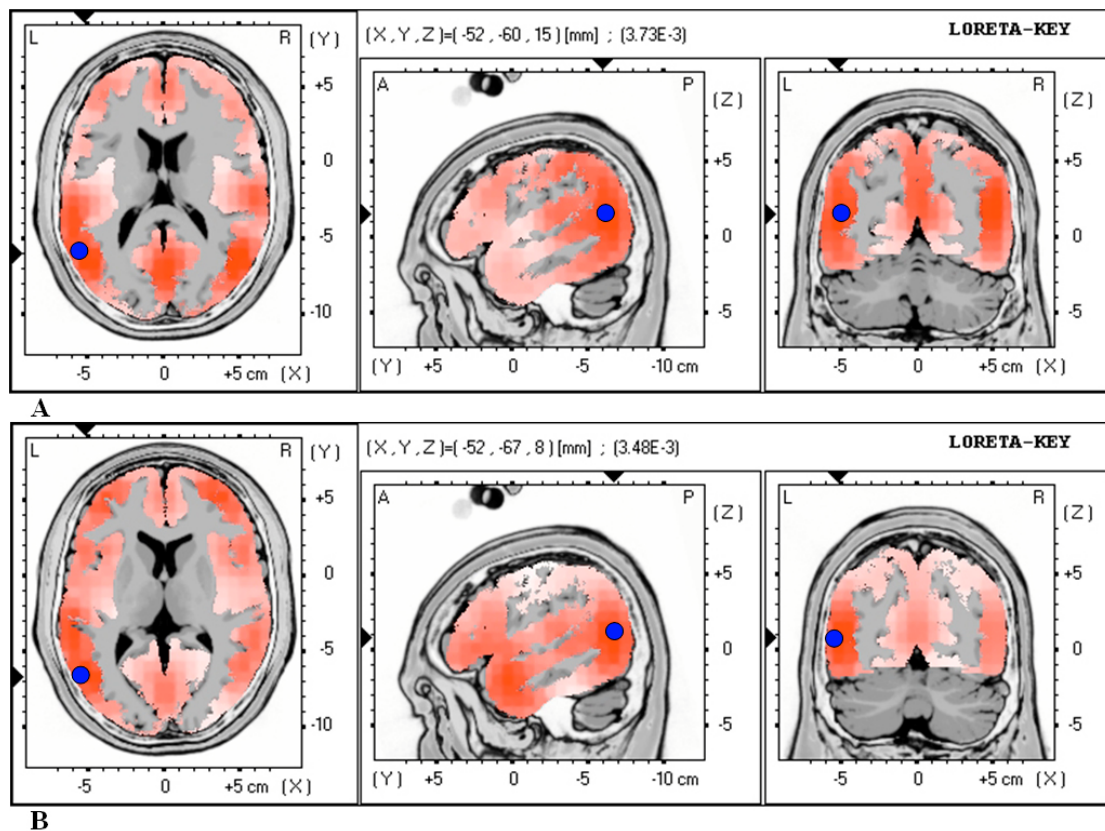 (X,Y,Z)=(-52,-60,15)[mm] ; (3.73E-3) LORETA-KEY
L R (Y)
+5
0
-5
-10
-5 0 +5 cm (X)
A P (Z)
+5
0
-5
(Y) +5 0 -5 -10 cm
L R (Z)
+5
0
-5
-5 0 +5 cm (X)
A
(X,Y,Z)=(-52,-67,8)[mm] ; (3.48E-3) LORETA-KEY
L R (Y)
+5
0
-5
-10
-5 0 +5 cm (X)
A P (Z)
+5
0
-5
(Y) +5 0 -5 -10 cm
L R (Z)
+5
0
-5
-5 0 +5 cm (X)
B